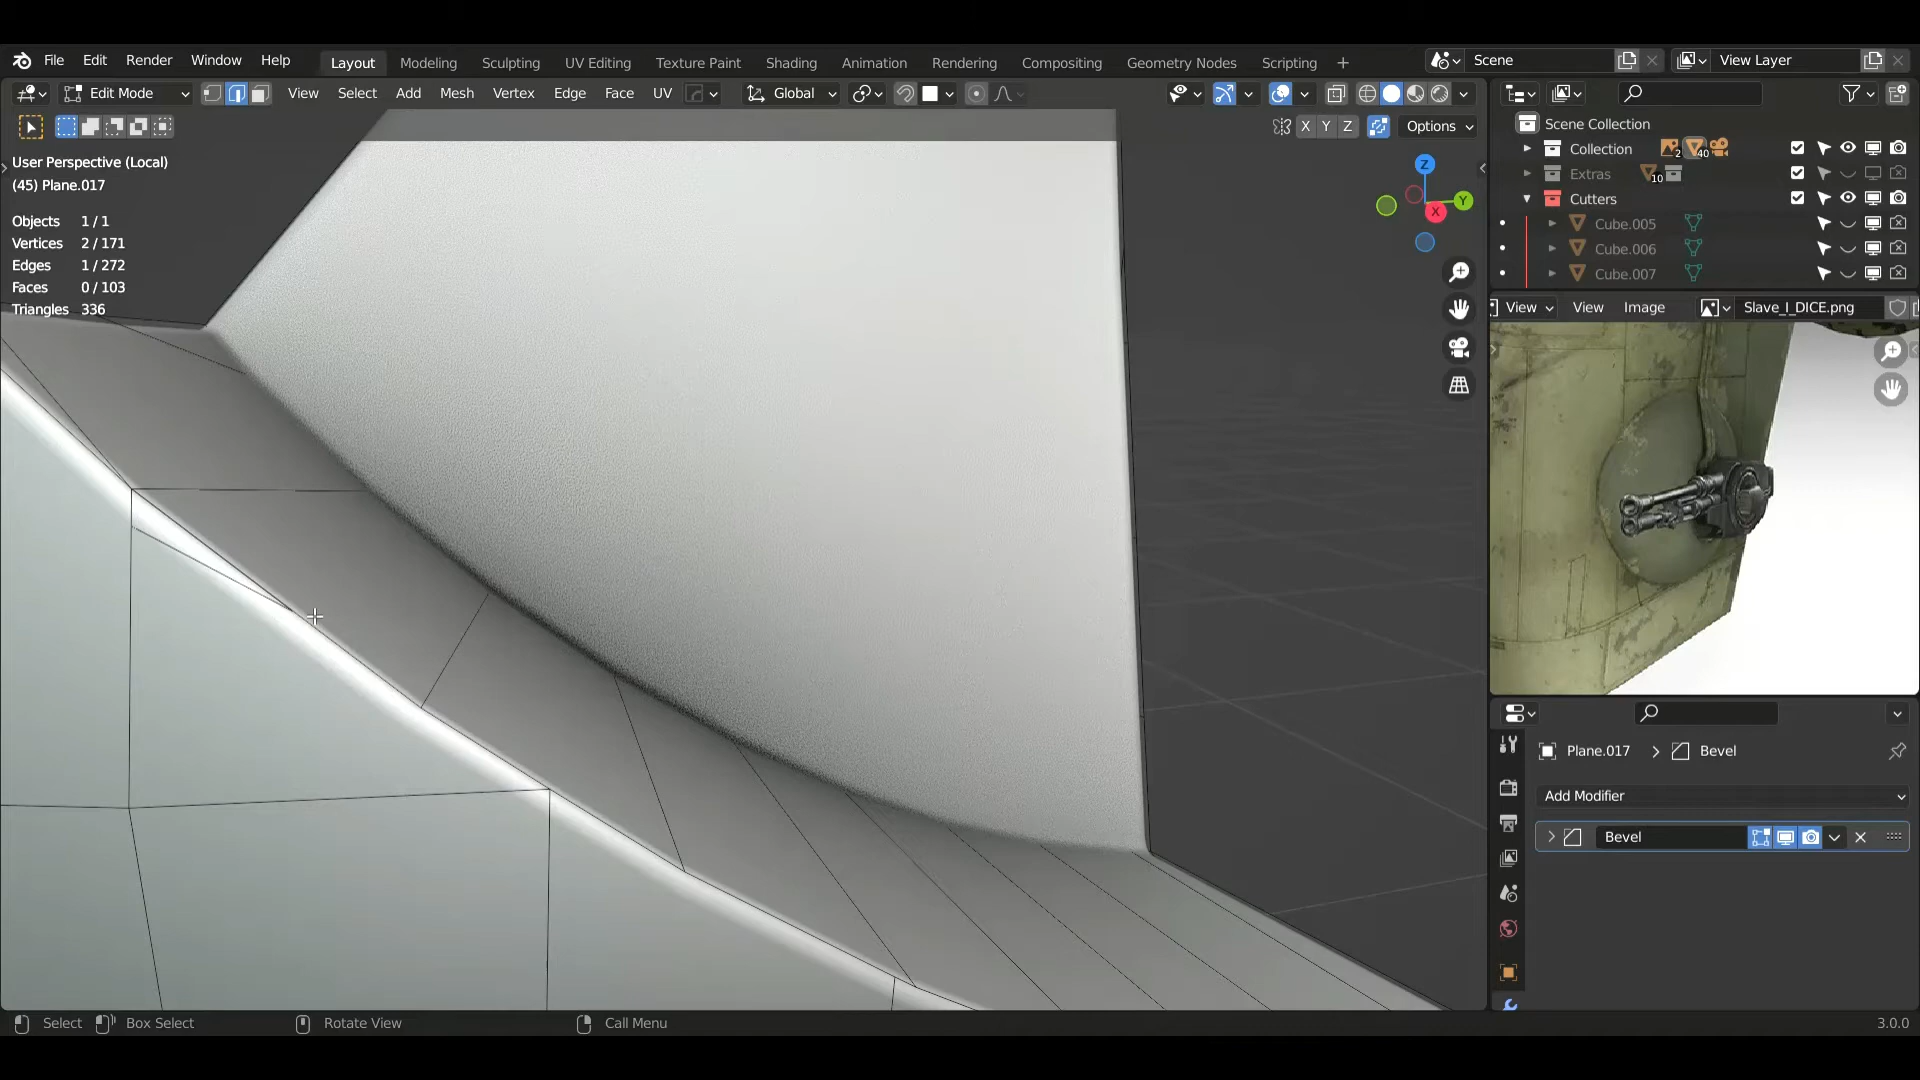 File Edit Render Window Help Layout Modeling Sculpting UV Editing Texture Paint Shading Animation Rendering Compositing Geometry Nodes Scripting + Scene View Layer
Edit Mode View Select Add Mesh Vertex Edge Face UV Global
X Y Z Options
User Perspective (Local)
(45) Plane.017
Objects 1 / 1
Vertices 2 / 171
Edges 1 / 272
Faces 0 / 103
Triangles 336
Z
Y
X
Scene Collection
Collection 2 40
Extras 10
Cutters
Cube.005
Cube.006
Cube.007
View View Image Slave_I_DICE.png
Plane.017 > Bevel
Add Modifier
Bevel
Select Box Select Rotate View Call Menu 3.0.0